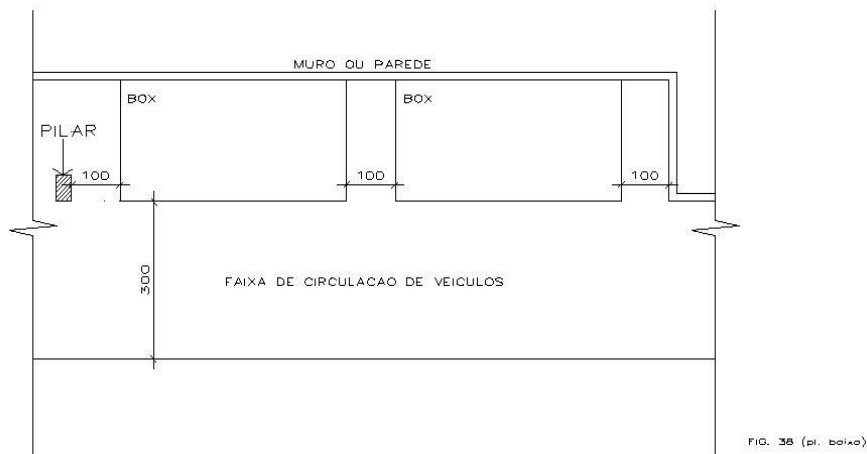 MURO OU PAREDE
BOX
BOX
PILAR
100
100
100
300
FAIXA DE CIRCULACAO DE VEICULOS
FIG. 38 (pl. baixa)